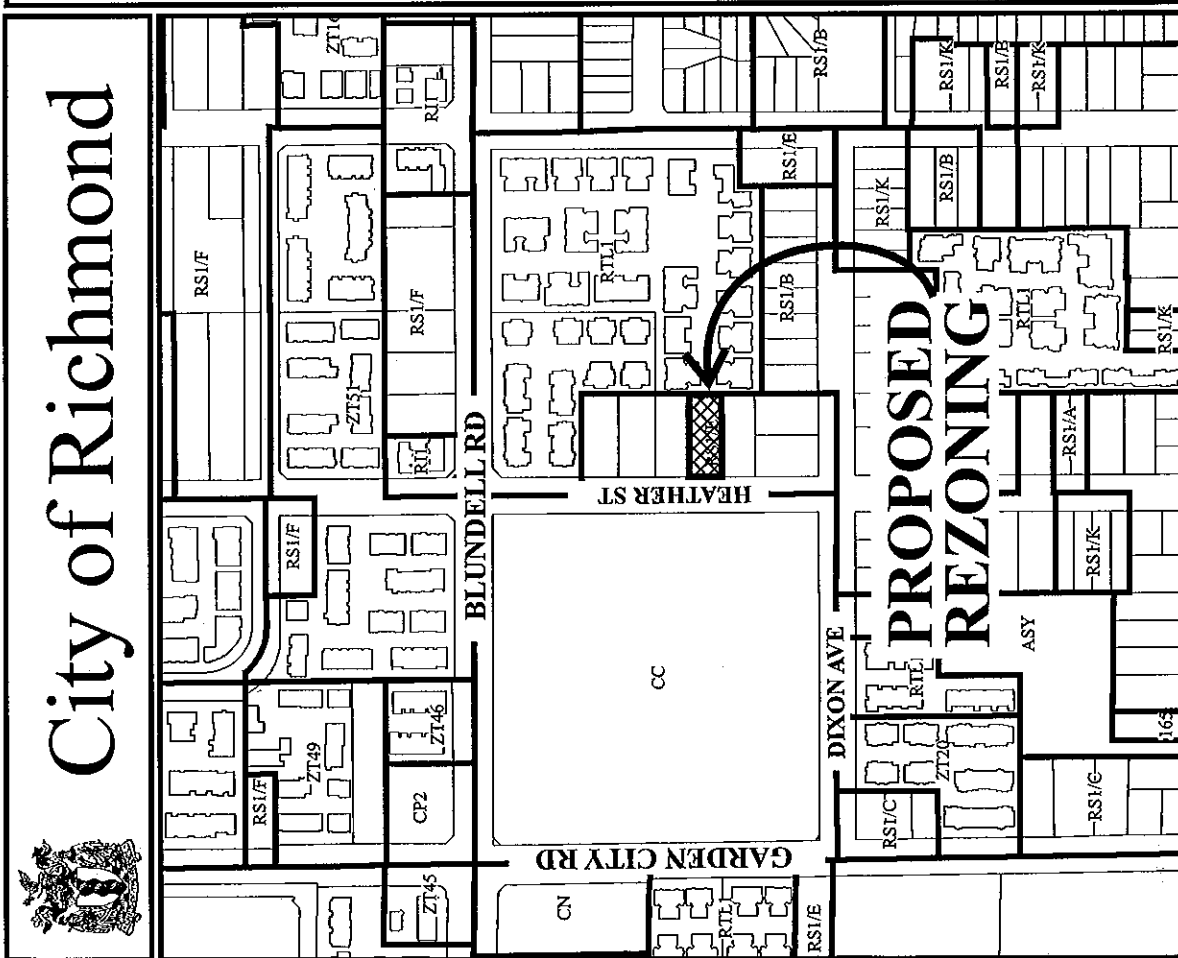 City of Richmond
RS1/F
RS1/F
RS1/F
ZT49
ZT51
ZT45
CP2
ZT46
RI1
RS1/F
BLUNDELL RD
CN
GARDEN CITY RD
CC
HEATHER ST
RTL1
RTL1
RS1/B
RS1/E
RS1/B
RS1/E
DIXON AVE
RS1/C
RTL1
RS1/K
PROPOSED
REZONING
ZT20
RS1/B
RS1/K
ASY
RTL1
RS1/B
RS1/K
RS1/A
RS1/C
RS1/K
165
RS1/K